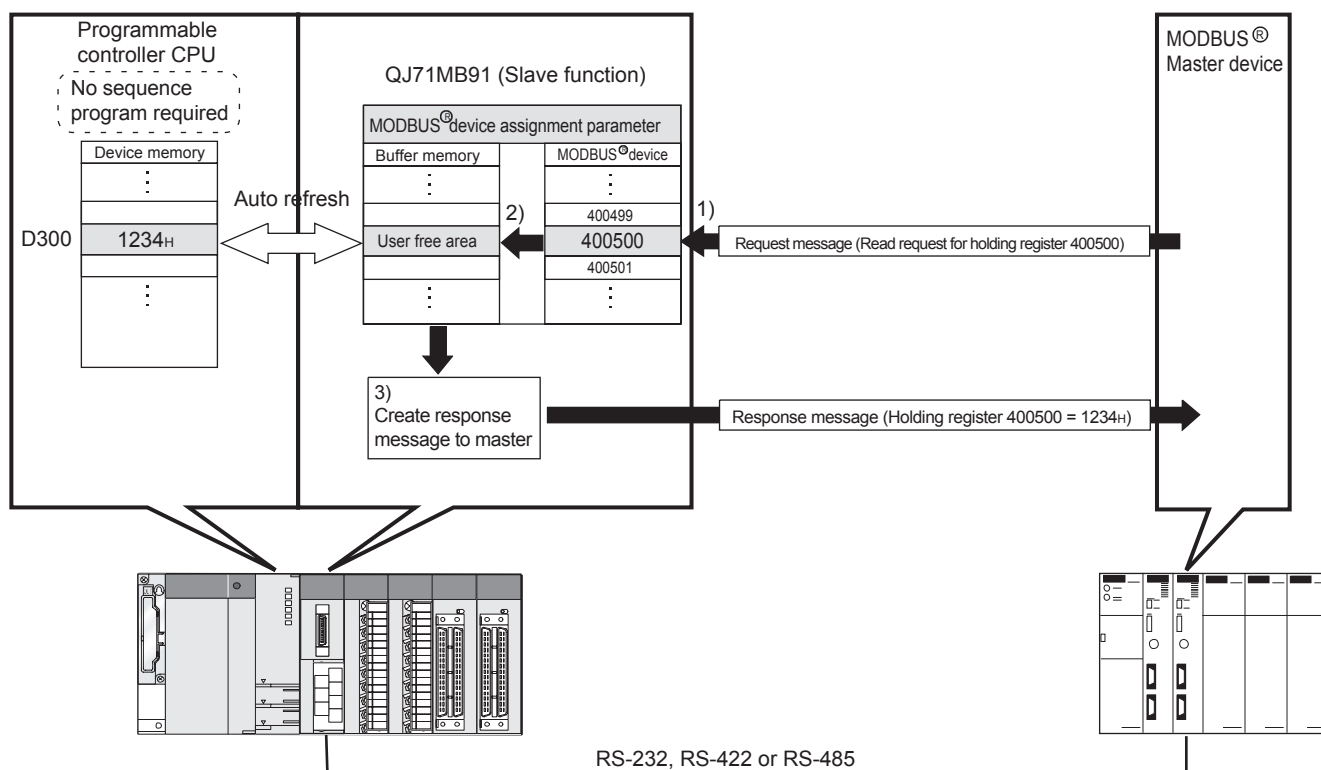 Programmable
controller CPU
No sequence
program required
Device memory
D300
1234H
Auto refresh
QJ71MB91 (Slave function)
MODBUS® device assignment parameter
Buffer memory
MODBUS® device
2)
400499
User free area
400500
400501
1)
Request message (Read request for holding register 400500)
3)
Create response
message to master
Response message (Holding register 400500 = 1234H)
MODBUS®
Master device
RS-232, RS-422 or RS-485